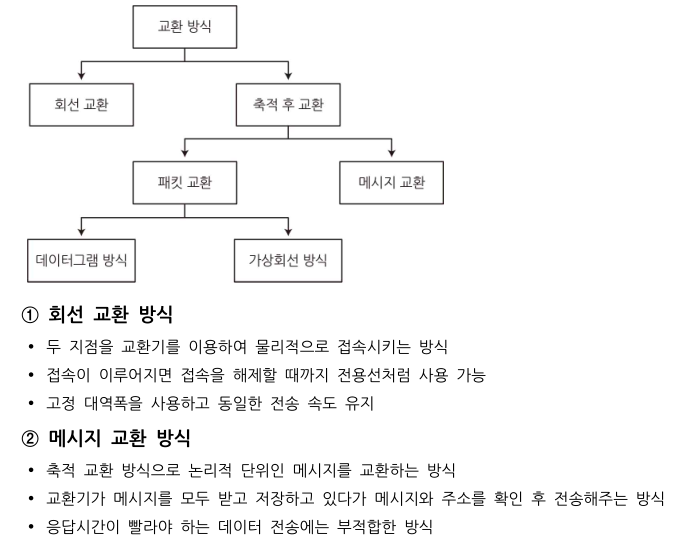 교환 방식
회선 교환
축적 후 교환
패킷 교환
메시지 교환
데이터그램 방식
가상회선 방식
① 회선 교환 방식
• 두 지점을 교환기를 이용하여 물리적으로 접속시키는 방식
• 접속이 이루어지면 접속을 해제할 때까지 전용선처럼 사용 가능
• 고정 대역폭을 사용하고 동일한 전송 속도 유지
② 메시지 교환 방식
• 축적 교환 방식으로 논리적 단위인 메시지를 교환하는 방식
• 교환기가 메시지를 모두 받고 저장하고 있다가 메시지와 주소를 확인 후 전송해주는 방식
• 응답시간이 빨라야 하는 데이터 전송에는 부적합한 방식